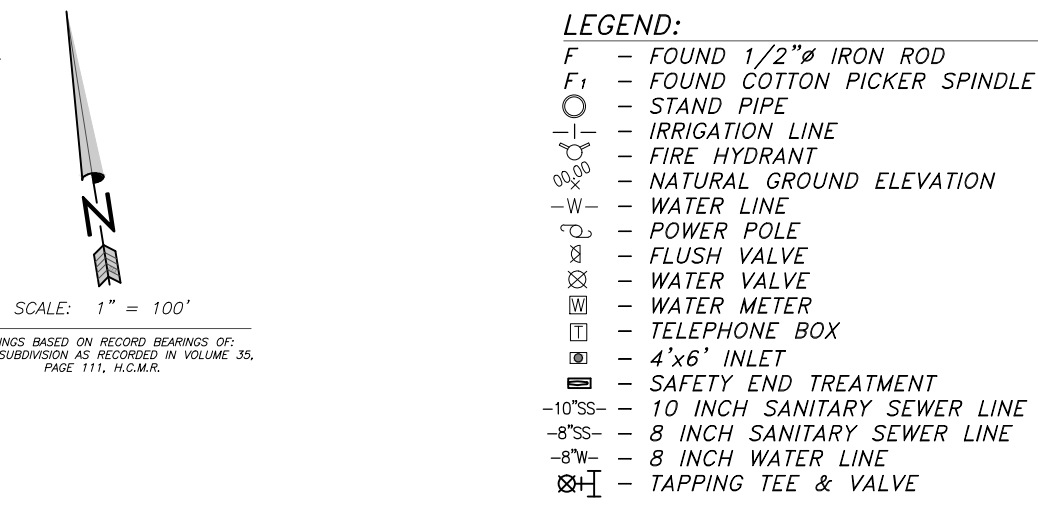 N
SCALE: 1" = 100'
INGS BASED ON RECORD BEARINGS OF:
SUBDIVISION AS RECORDED IN VOLUME 35,
PAGE 111, H.C.M.R.
LEGEND:
F – FOUND 1/2"Ø IRON ROD
F1 – FOUND COTTON PICKER SPINDLE
– STAND PIPE
–I– – IRRIGATION LINE
– FIRE HYDRANT
00.00 x – NATURAL GROUND ELEVATION
–W– – WATER LINE
– POWER POLE
– FLUSH VALVE
– WATER VALVE
W – WATER METER
T – TELEPHONE BOX
– 4'x6' INLET
– SAFETY END TREATMENT
–10"SS– – 10 INCH SANITARY SEWER LINE
–8"SS– – 8 INCH SANITARY SEWER LINE
–8"W– – 8 INCH WATER LINE
– TAPPING TEE & VALVE